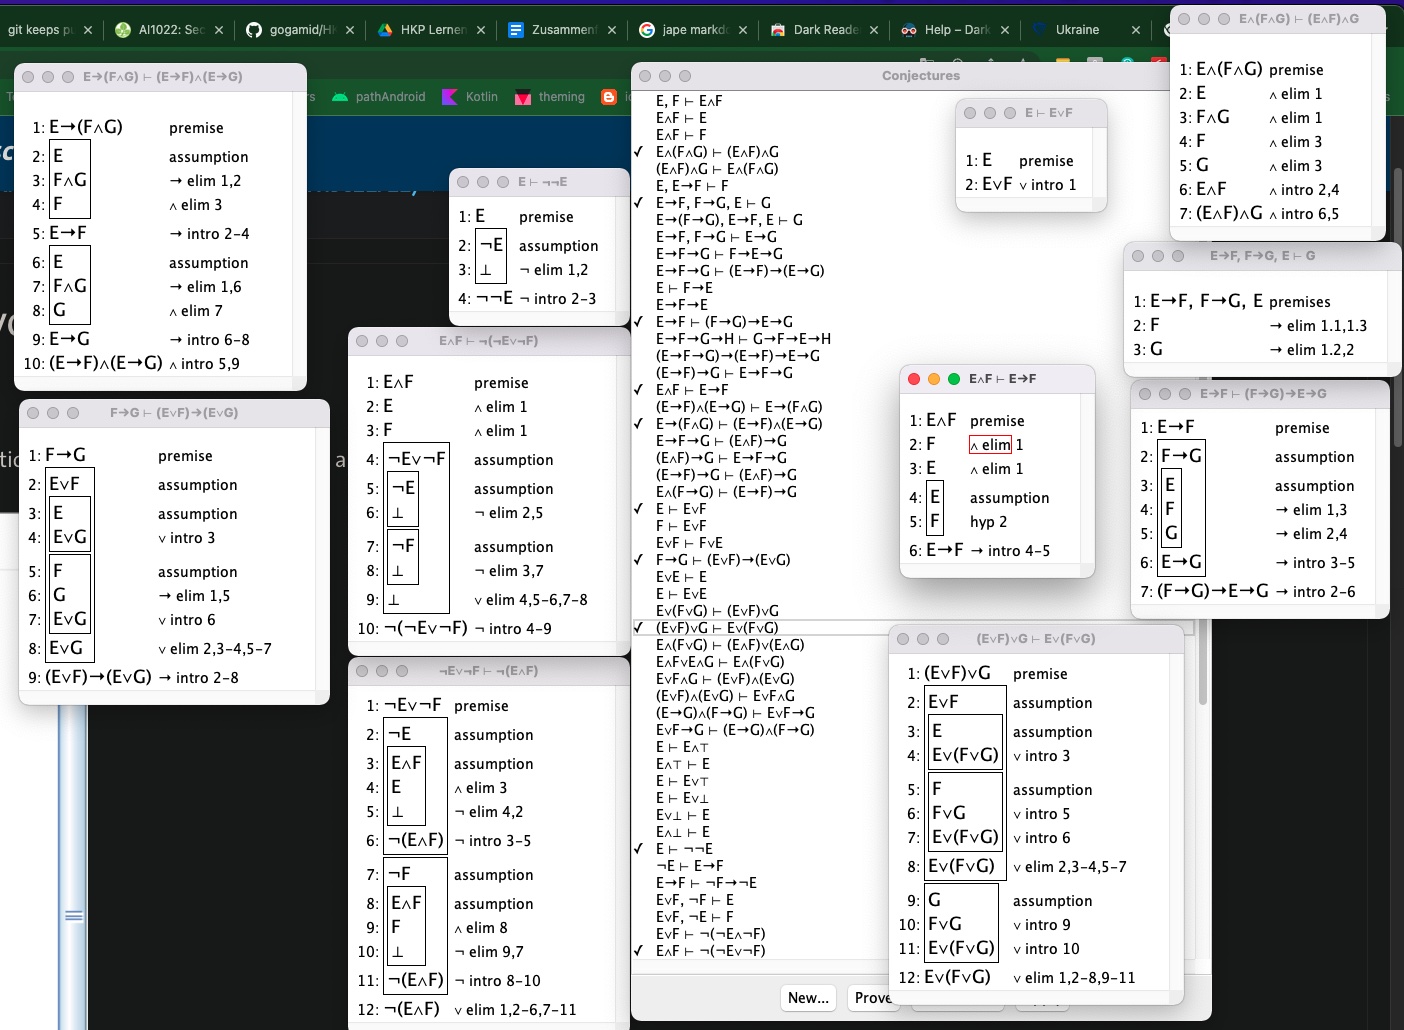 git keeps
AI1022: Sec
gogamid/H
HKP Lernen
Zusammenf
jape markd
Dark Reade
Help – Dark
Ukraine
pathAndroid
Kotlin
theming
E→(F∧G) ⊢ (E→F)∧(E→G)
1: E→(F∧G) premise
2: E assumption
3: F∧G → elim 1,2
4: F ∧ elim 3
5: E→F → intro 2-4
6: E assumption
7: F∧G → elim 1,6
8: G ∧ elim 7
9: E→G → intro 6-8
10: (E→F)∧(E→G) ∧ intro 5,9
F→G ⊢ (E∨F)→(E∨G)
1: F→G premise
2: E∨F assumption
3: E assumption
4: E∨G ∨ intro 3
5: F assumption
6: G → elim 1,5
7: E∨G ∨ intro 6
8: E∨G ∨ elim 2,3-4,5-7
9: (E∨F)→(E∨G) → intro 2-8
E ⊢ ¬¬E
1: E premise
2: ¬E assumption
3: ⊥ ¬ elim 1,2
4: ¬¬E ¬ intro 2-3
E∧F ⊢ ¬(¬E∨¬F)
1: E∧F premise
2: E ∧ elim 1
3: F ∧ elim 1
4: ¬E∨¬F assumption
5: ¬E assumption
6: ⊥ ¬ elim 2,5
7: ¬F assumption
8: ⊥ ¬ elim 3,7
9: ⊥ ∨ elim 4,5-6,7-8
10: ¬(¬E∨¬F) ¬ intro 4-9
¬E∨¬F ⊢ ¬(E∧F)
1: ¬E∨¬F premise
2: ¬E assumption
3: E∧F assumption
4: E ∧ elim 3
5: ⊥ ¬ elim 4,2
6: ¬(E∧F) ¬ intro 3-5
7: ¬F assumption
8: E∧F assumption
9: F ∧ elim 8
10: ⊥ ¬ elim 9,7
11: ¬(E∧F) ¬ intro 8-10
12: ¬(E∧F) ∨ elim 1,2-6,7-11
Conjectures
E, F ⊢ E∧F
E∧F ⊢ E
E∧F ⊢ F
✓ E∧(F∧G) ⊢ (E∧F)∧G
(E∧F)∧G ⊢ E∧(F∧G)
E, E→F ⊢ F
✓ E→F, F→G, E ⊢ G
E→(F→G), E→F, E ⊢ G
E→F, F→G ⊢ E→G
E→F→G ⊢ F→E→G
E→F→G ⊢ (E→F)→(E→G)
E ⊢ F→E
E→F→E
✓ E→F ⊢ (F→G)→E→G
E→F→G→H ⊢ G→F→E→H
(E→F→G)→(E→F)→E→G
(E→F)→G ⊢ E→F→G
✓ E∧F ⊢ E→F
(E→F)∧(E→G) ⊢ E→(F∧G)
✓ E→(F∧G) ⊢ (E→F)∧(E→G)
E→F→G ⊢ (E∧F)→G
(E∧F)→G ⊢ E→F→G
(E→F)→G ⊢ (E∧F)→G
E∧(F→G) ⊢ (E→F)→G
✓ E ⊢ E∨F
F ⊢ E∨F
E∨F ⊢ F∨E
✓ F→G ⊢ (E∨F)→(E∨G)
E∨E ⊢ E
E ⊢ E∨E
E∨(F∨G) ⊢ (E∨F)∨G
✓ (E∨F)∨G ⊢ E∨(F∨G)
E∧(F∨G) ⊢ (E∧F)∨(E∧G)
E∧F∨E∧G ⊢ E∧(F∨G)
E∨F∧G ⊢ (E∨F)∧(E∨G)
(E∨F)∧(E∨G) ⊢ E∨F∧G
(E→G)∧(F→G) ⊢ E∨F→G
E∨F→G ⊢ (E→G)∧(F→G)
E ⊢ E∧⊤
E∧⊤ ⊢ E
E ⊢ E∨⊤
E ⊢ E∨⊥
E∨⊥ ⊢ E
E∧⊥ ⊢ E
✓ E ⊢ ¬¬E
¬E ⊢ E→F
E→F ⊢ ¬F→¬E
E∨F, ¬F ⊢ E
E∨F, ¬E ⊢ F
E∨F ⊢ ¬(¬E∧¬F)
✓ E∧F ⊢ ¬(¬E∨¬F)
New...
Prove
E ⊢ E∨F
1: E premise
2: E∨F ∨ intro 1
E∧F ⊢ E→F
1: E∧F premise
2: F ∧ elim 1
3: E ∧ elim 1
4: E assumption
5: F hyp 2
6: E→F → intro 4-5
(E∨F)∨G ⊢ E∨(F∨G)
1: (E∨F)∨G premise
2: E∨F assumption
3: E assumption
4: E∨(F∨G) ∨ intro 3
5: F assumption
6: F∨G ∨ intro 5
7: E∨(F∨G) ∨ intro 6
8: E∨(F∨G) ∨ elim 2,3-4,5-7
9: G assumption
10: F∨G ∨ intro 9
11: E∨(F∨G) ∨ intro 10
12: E∨(F∨G) ∨ elim 1,2-8,9-11
E∧(F∧G) ⊢ (E∧F)∧G
1: E∧(F∧G) premise
2: E ∧ elim 1
3: F∧G ∧ elim 1
4: F ∧ elim 3
5: G ∧ elim 3
6: E∧F ∧ intro 2,4
7: (E∧F)∧G ∧ intro 6,5
E→F, F→G, E ⊢ G
1: E→F, F→G, E premises
2: F → elim 1.1,1.3
3: G → elim 1.2,2
E→F ⊢ (F→G)→E→G
1: E→F premise
2: F→G assumption
3: E assumption
4: F → elim 1,3
5: G → elim 2,4
6: E→G → intro 3-5
7: (F→G)→E→G → intro 2-6